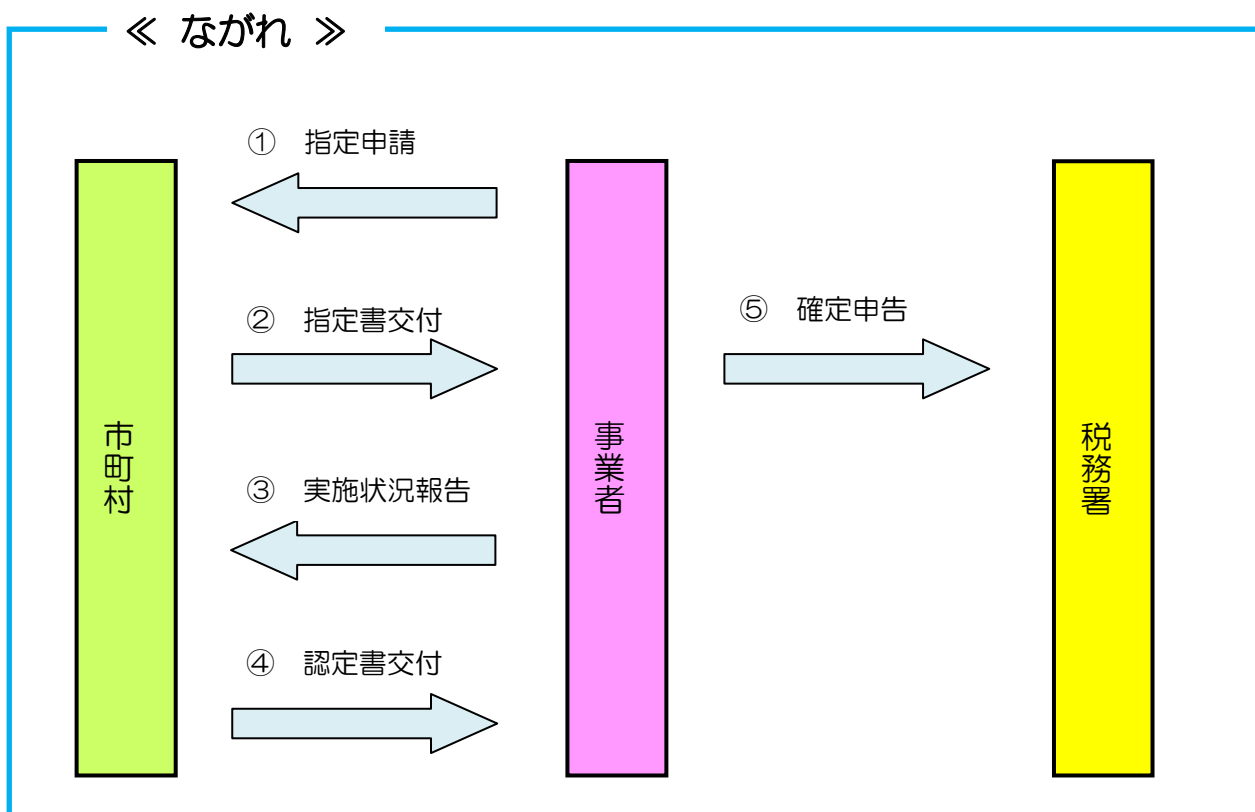 ≪ ながれ ≫
① 指定申請
② 指定書交付
⑤ 確定申告
市町村
事業者
税務署
③ 実施状況報告
④ 認定書交付